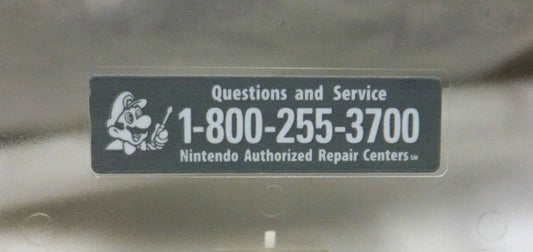 Questions and Service
1-800-255-3700
Nintendo Authorized Repair Centers SM